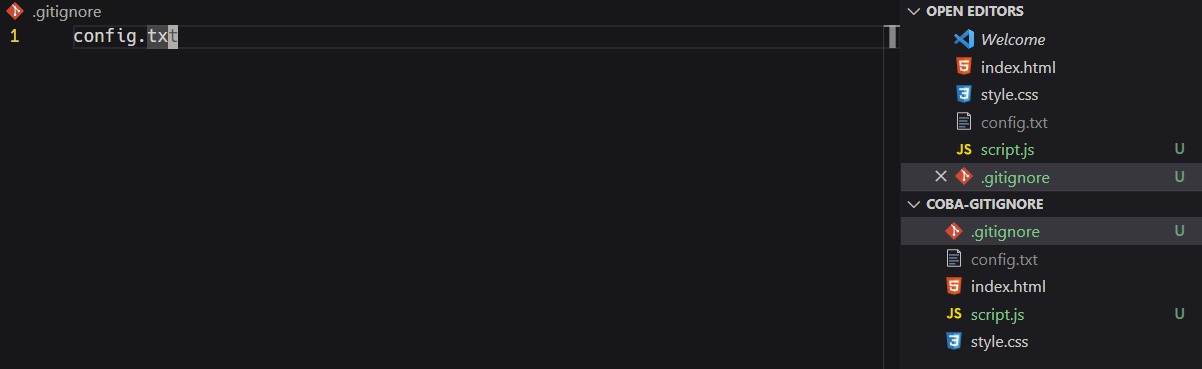 .gitignore
1 config.txt
OPEN EDITORS
Welcome
index.html
style.css
config.txt
JS script.js U
.gitignore U
COBA-GITIGNORE
.gitignore U
config.txt
index.html
JS script.js U
style.css